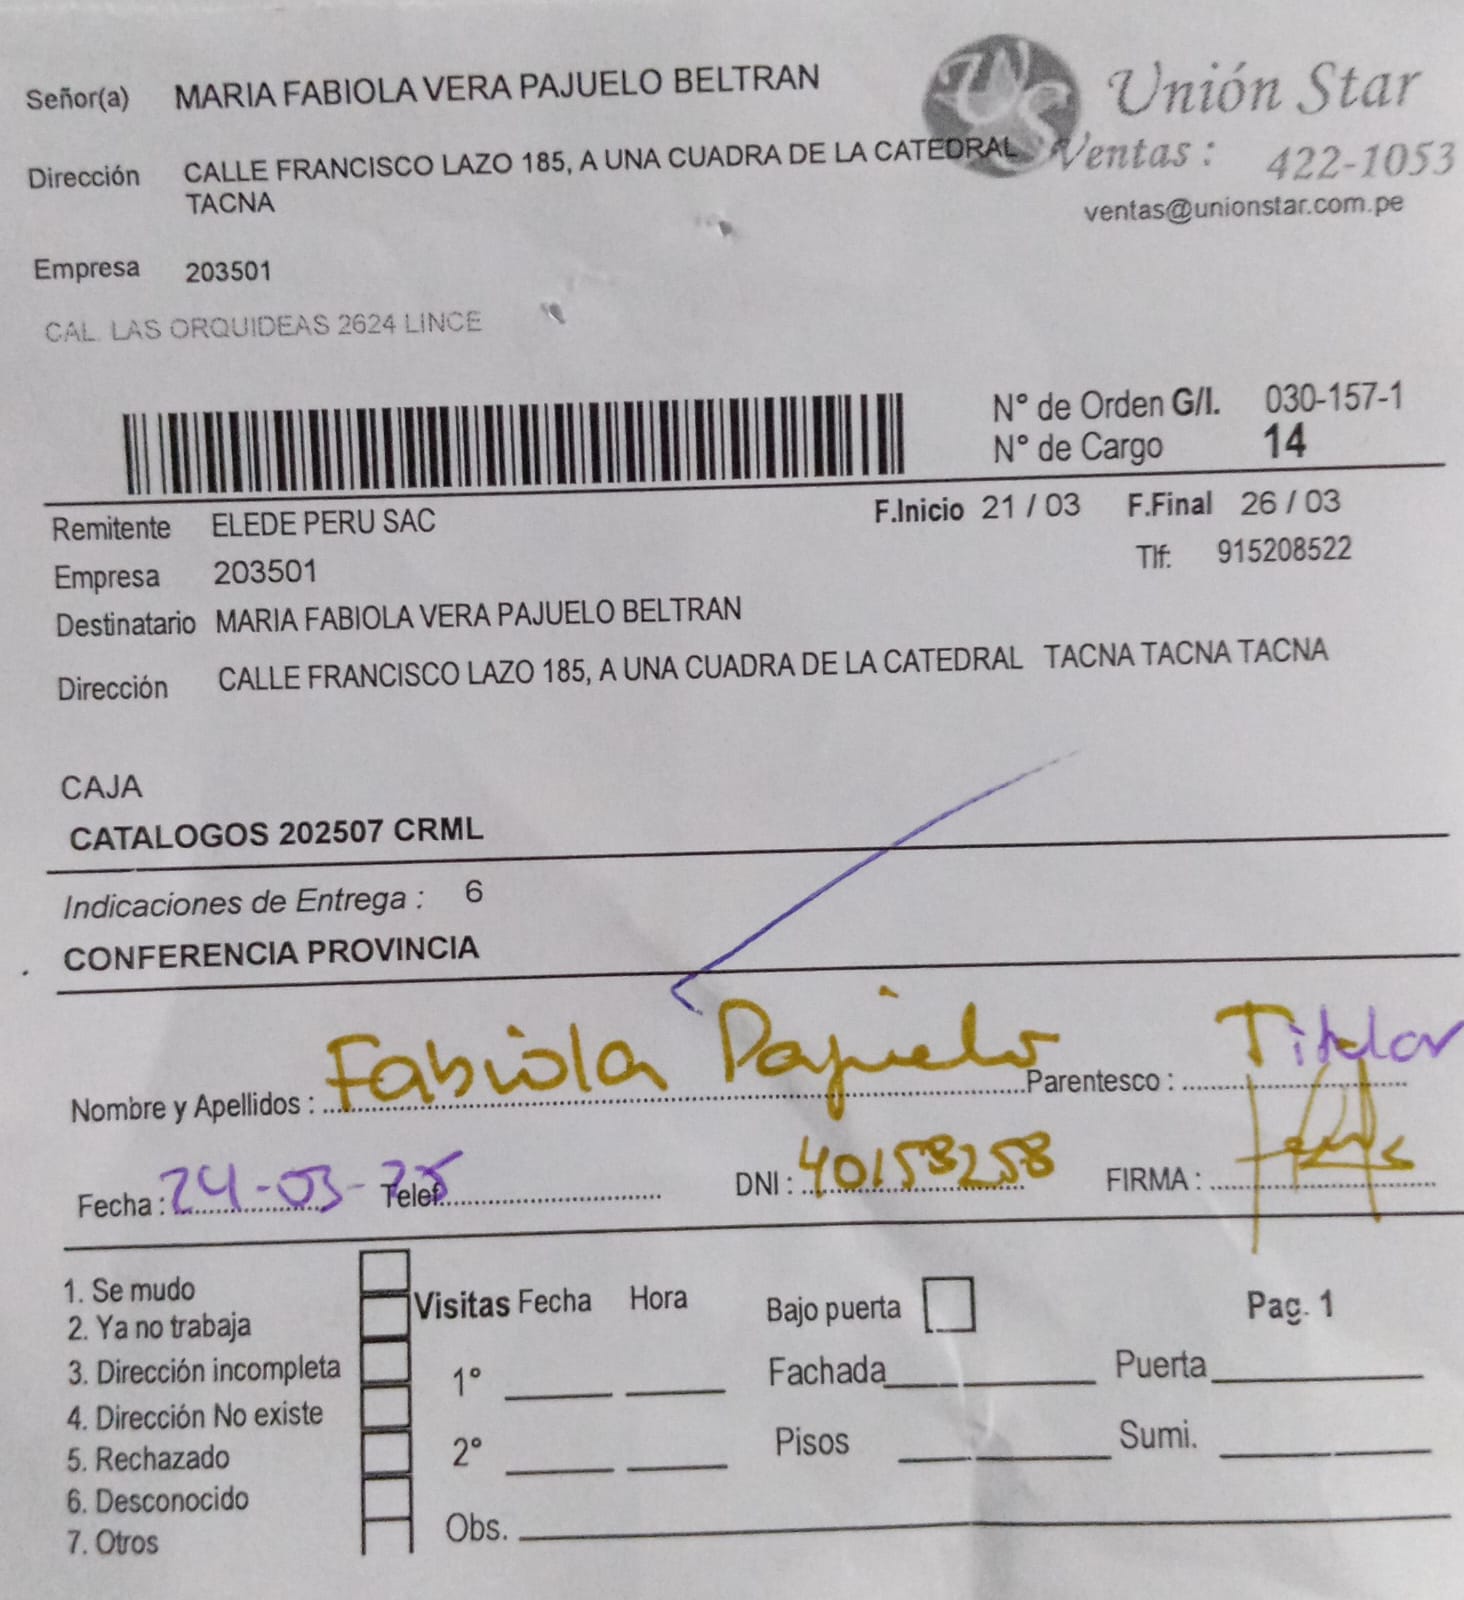 Señor(a) MARIA FABIOLA VERA PAJUELO BELTRAN
Unión Star
Dirección CALLE FRANCISCO LAZO 185, A UNA CUADRA DE LA CATEDRAL
TACNA
Ventas : 422-1053
ventas@unionstar.com.pe
Empresa 203501
CAL. LAS ORQUIDEAS 2624 LINCE
N° de Orden G/I. 030-157-1
N° de Cargo 14
Remitente ELEDE PERU SAC F.Inicio 21 / 03 F.Final 26 / 03
Empresa 203501 Tlf: 915208522
Destinatario MARIA FABIOLA VERA PAJUELO BELTRAN
Dirección CALLE FRANCISCO LAZO 185, A UNA CUADRA DE LA CATEDRAL TACNA TACNA TACNA
CAJA
CATALOGOS 202507 CRML
Indicaciones de Entrega : 6
CONFERENCIA PROVINCIA
Nombre y Apellidos : Fabiola Pajuelo Parentesco : Titular
Fecha : 24-03-25 Telef. DNI : 40158258 FIRMA :
1. Se mudo
2. Ya no trabaja
3. Dirección incompleta
4. Dirección No existe
5. Rechazado
6. Desconocido
7. Otros
Visitas Fecha Hora Bajo puerta Pag. 1
1° Fachada Puerta
2° Pisos Sumi.
Obs.